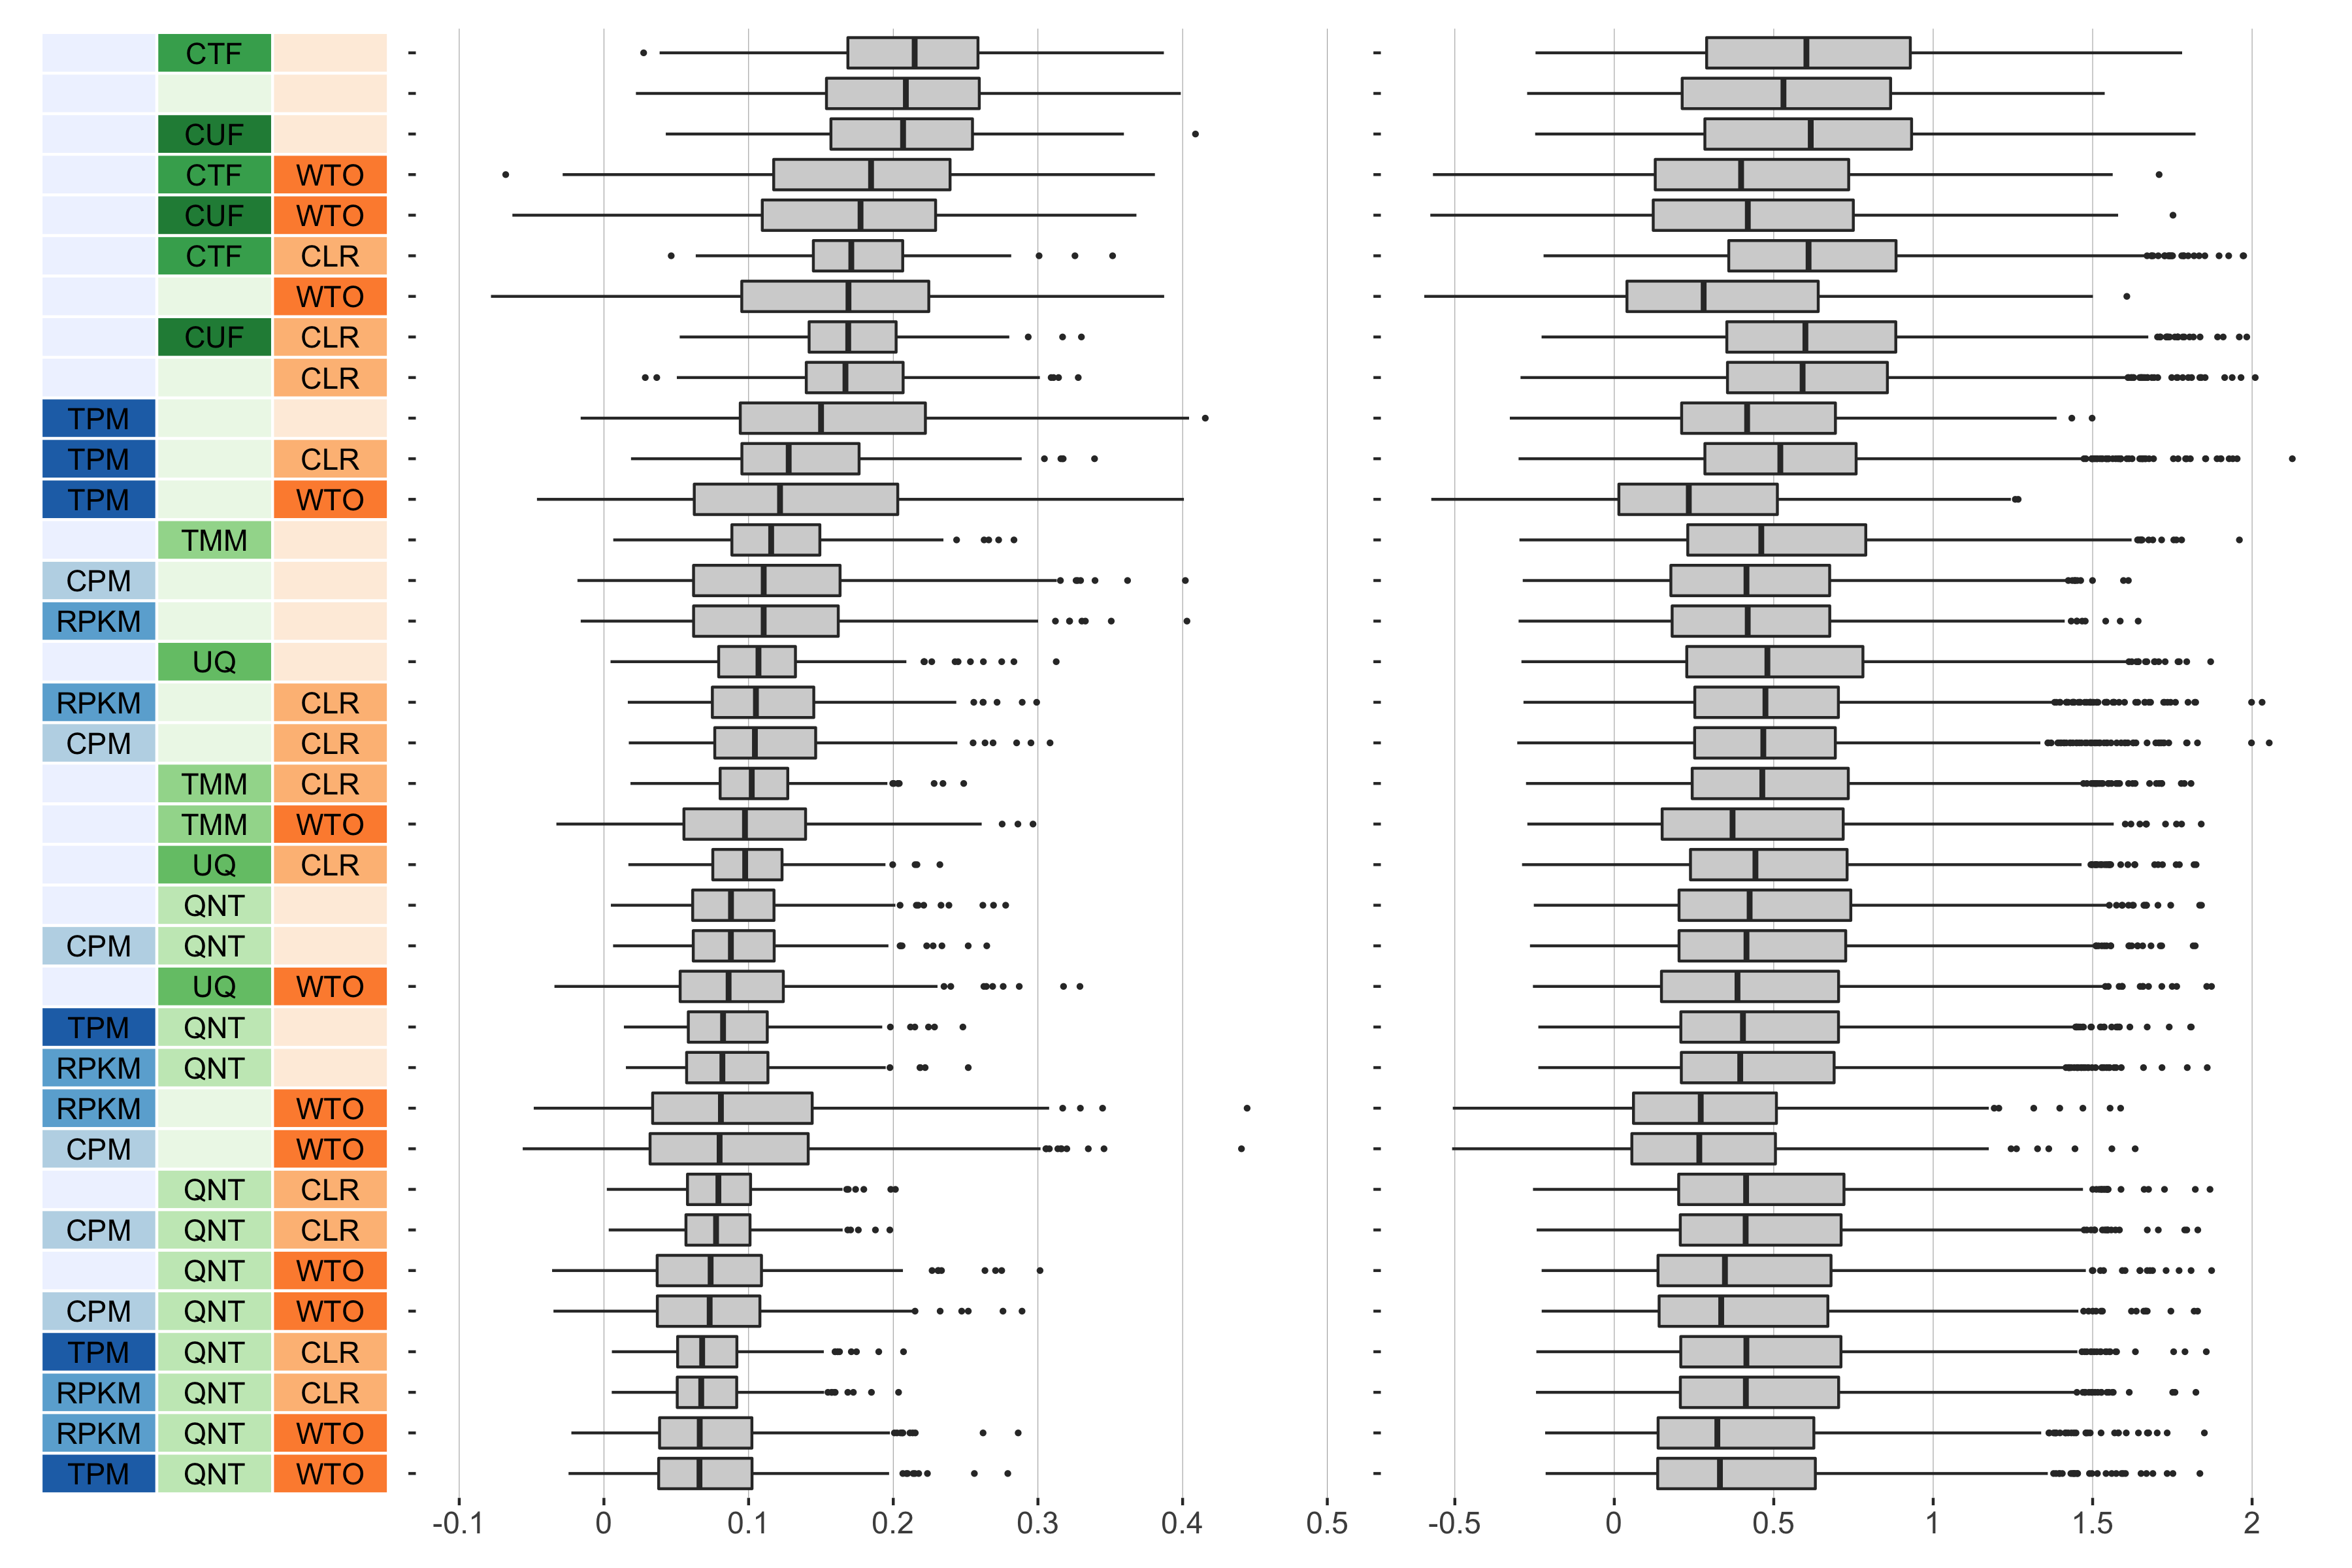 CTF
CUF
CTF WTO
CUF WTO
CTF CLR
WTO
CUF CLR
CLR
TPM
TPM CLR
TPM WTO
TMM
CPM
RPKM
UQ
RPKM CLR
CPM CLR
TMM CLR
TMM WTO
UQ CLR
QNT
CPM QNT
UQ WTO
TPM QNT
RPKM QNT
RPKM WTO
CPM WTO
QNT CLR
CPM QNT CLR
QNT WTO
CPM QNT WTO
TPM QNT CLR
RPKM QNT CLR
RPKM QNT WTO
TPM QNT WTO
-0.1 0 0.1 0.2 0.3 0.4 0.5 -0.5 0 0.5 1 1.5 2